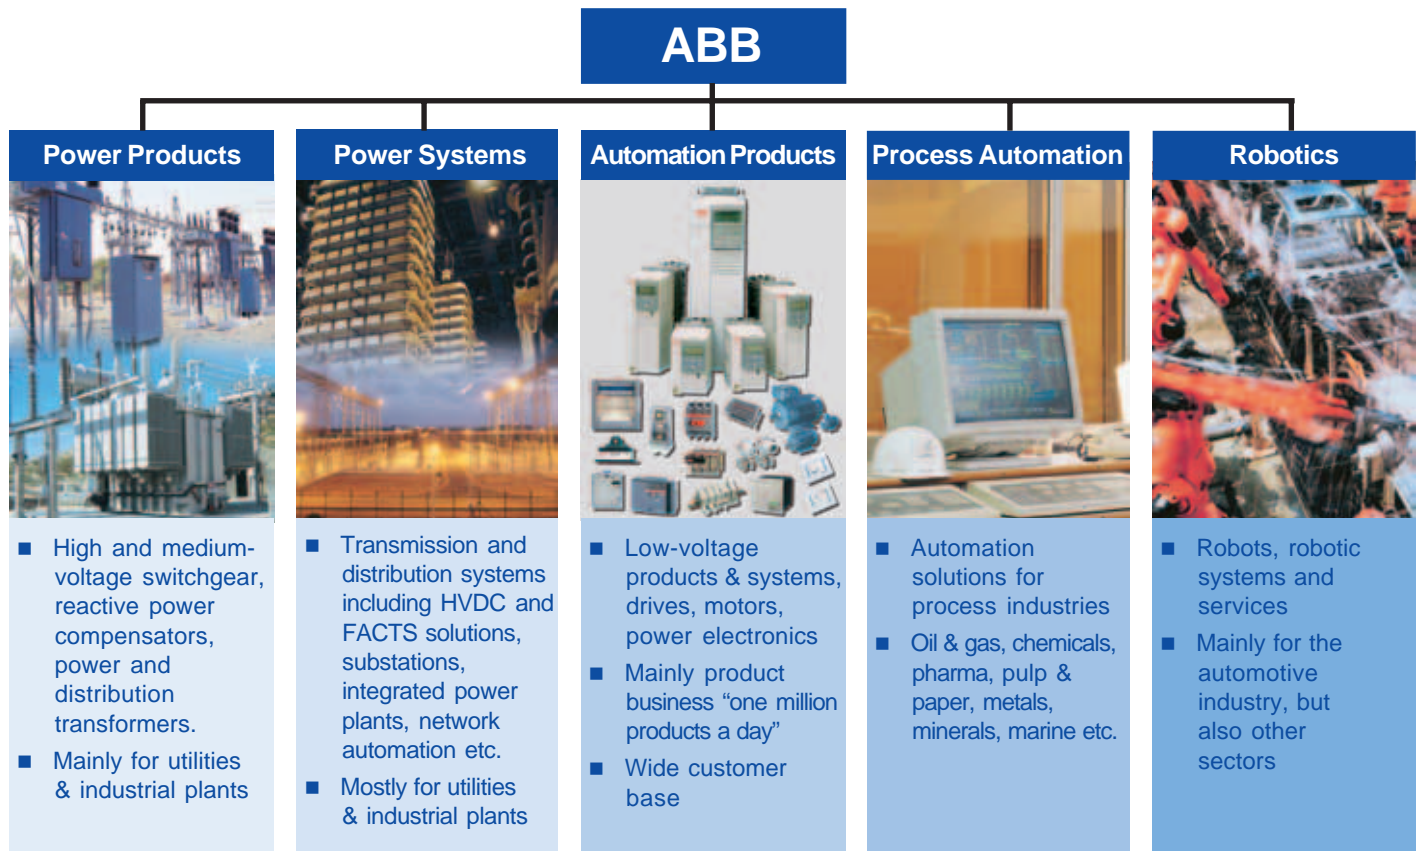 ABB
Power Products
High and medium-
voltage switchgear,
reactive power
compensators,
power and
distribution
transformers.
Mainly for utilities
& industrial plants
Power Systems
Transmission and
distribution systems
including HVDC and
FACTS solutions,
substations,
integrated power
plants, network
automation etc.
Mostly for utilities
& industrial plants
Automation Products
Low-voltage
products & systems,
drives, motors,
power electronics
Mainly product
business “one million
products a day”
Wide customer
base
Process Automation
Automation
solutions for
process industries
Oil & gas, chemicals,
pharma, pulp &
paper, metals,
minerals, marine etc.
Robotics
Robots, robotic
systems and
services
Mainly for the
automotive
industry, but
also other
sectors